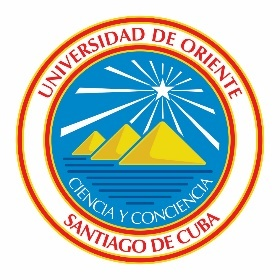 UNIVERSIDAD DE ORIENTE
CIENCIA Y CONCIENCIA
SANTIAGO DE CUBA